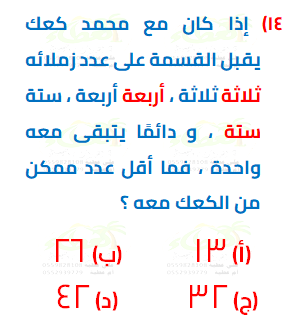 ١٤) إذا كان مع محمد كعك
يقبل القسمة على عدد زملائه
ثلاثة ثلاثة ، أربعة أربعة ، ستة
ستة ، و دائمًا يتبقى معه
واحدة ، فما أقل عدد ممكن
من الكعك معه ؟
(أ) ١٣ (ب) ٢٦
(ج) ٣٢ (د) ٤٢